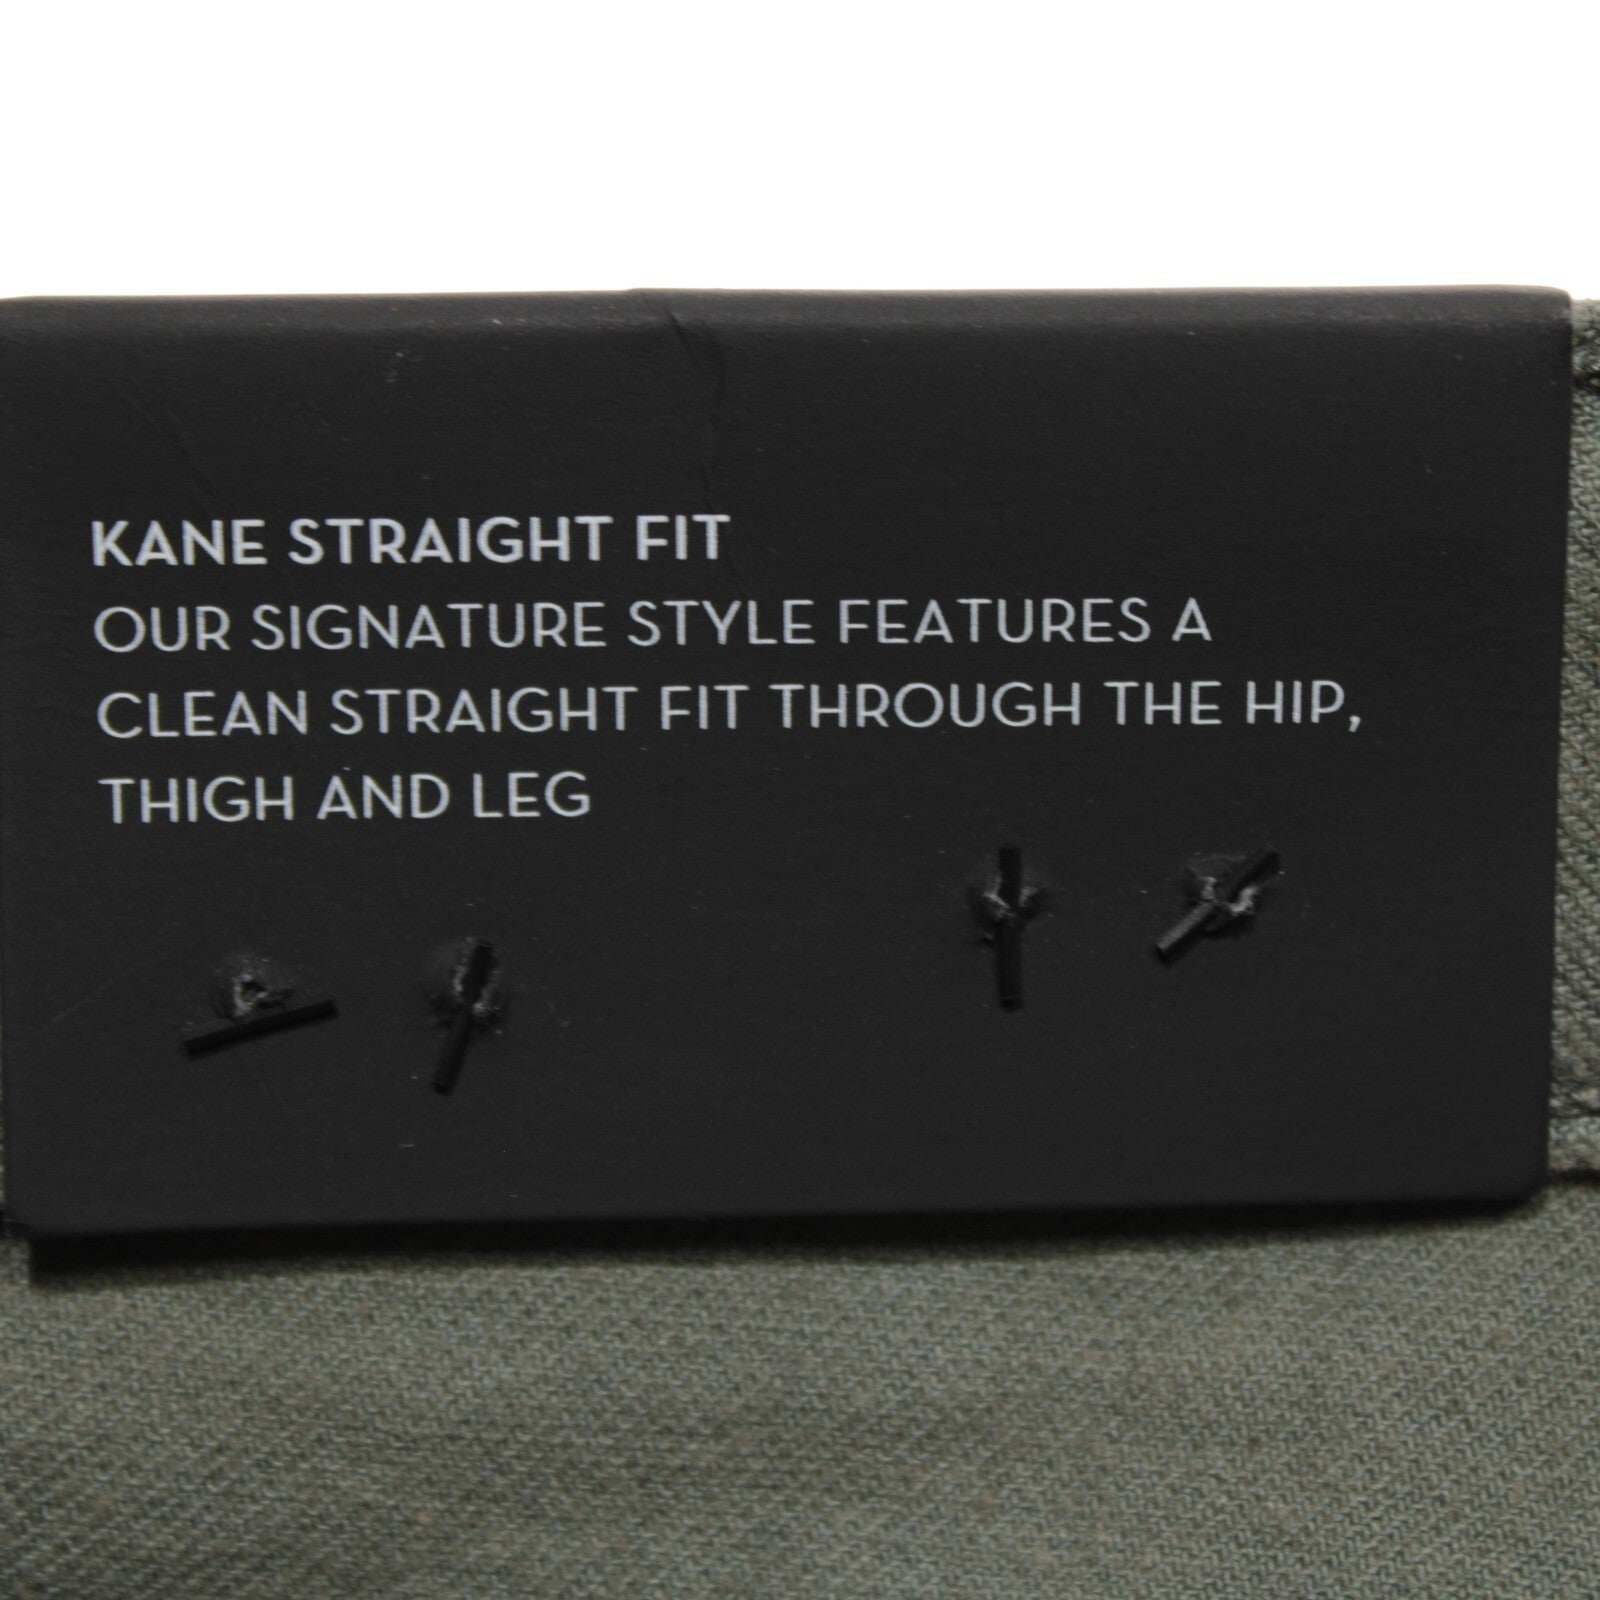 KANE STRAIGHT FIT
OUR SIGNATURE STYLE FEATURES A
CLEAN STRAIGHT FIT THROUGH THE HIP,
THIGH AND LEG